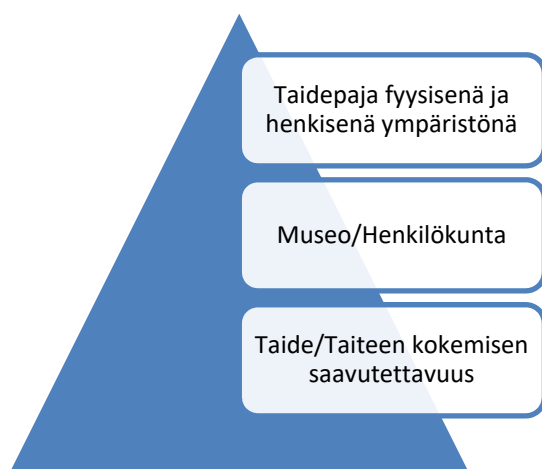 Taidepaja fyysisenä ja
henkisenä ympäristönä
Museo/Henkilökunta
Taide/Taiteen kokemisen
saavutettavuus